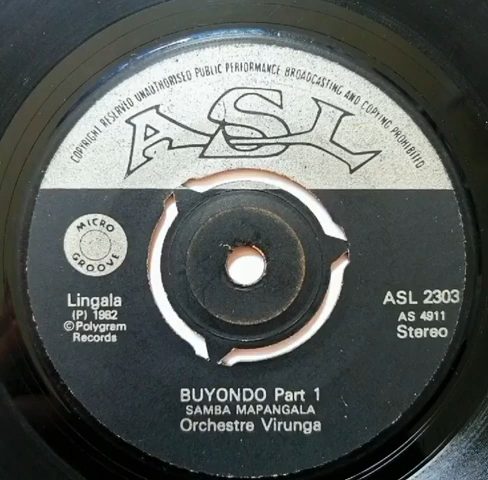 COPYRIGHT RESERVED UNAUTHORISED PUBLIC PERFORMANCE BROADCASTING AND COPYING PROHIBITED
ASL
MICRO
GROOVE
Lingala
(P) 1982
©Polygram
Records
ASL 2303
AS 4911
Stereo
BUYONDO Part 1
SAMBA MAPANGALA
Orchestre Virunga